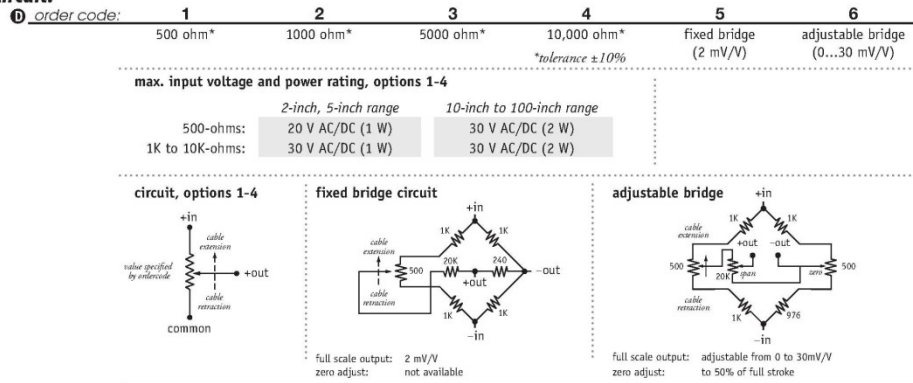 D order code: 1 2 3 4 5 6
500 ohm* 1000 ohm* 5000 ohm* 10,000 ohm* fixed bridge adjustable bridge
*tolerance ±10% (2 mV/V) (0...30 mV/V)
max. input voltage and power rating, options 1-4
2-inch, 5-inch range 10-inch to 100-inch range
500-ohms: 20 V AC/DC (1 W) 30 V AC/DC (2 W)
1K to 10K-ohms: 30 V AC/DC (1 W) 30 V AC/DC (2 W)
circuit, options 1-4
+in
cable
extension
value specified
by ordercode
+out
cable
retraction
common
fixed bridge circuit
+in
1K 1K
cable
extension
500 20K 240
+out -out
cable
retraction
1K 1K
-in
full scale output: 2 mV/V
zero adjust: not available
adjustable bridge
+in
1K 1K
cable
extension
+out -out
500 20K span zero 500
cable
retraction
1K 976
-in
full scale output: adjustable from 0 to 30mV/V
zero adjust: to 50% of full stroke